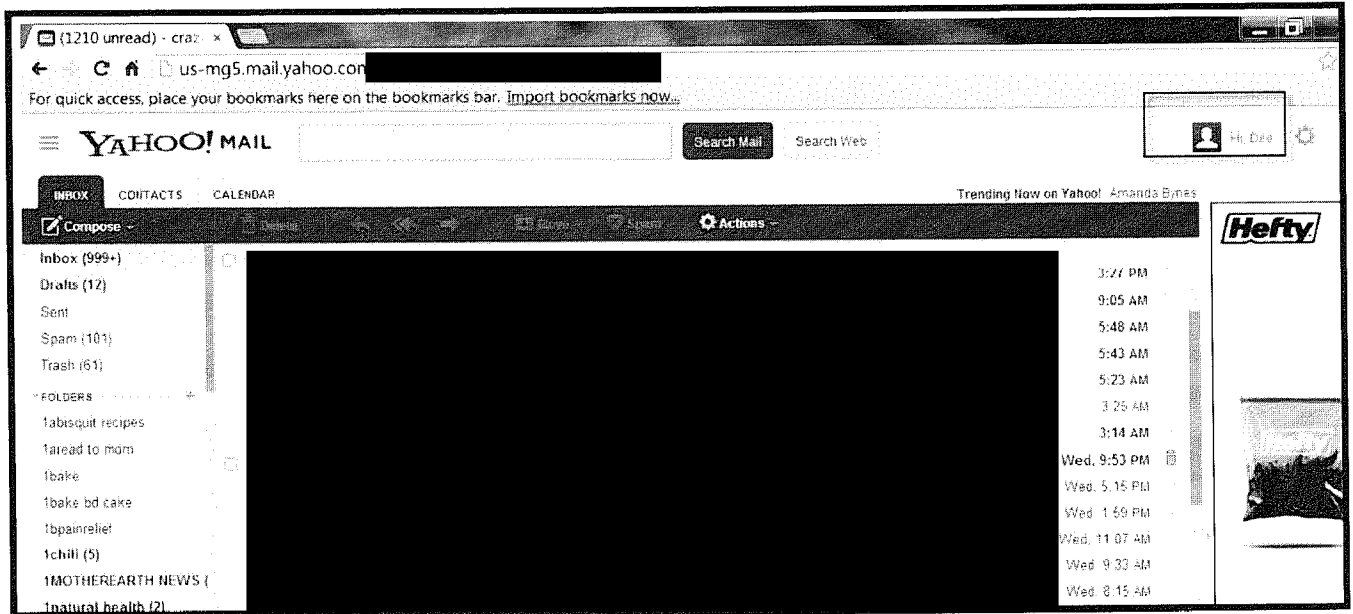 (1210 unread) - craz ×
us-mg5.mail.yahoo.con
For quick access, place your bookmarks here on the bookmarks bar. Import bookmarks now...
YAHOO! MAIL
Search Mail
Search Web
Hi, Dee
INBOX
CONTACTS
CALENDAR
Trending Now on Yahoo! Amanda Bynes
Compose
Delete
Move
Spam
Actions
Hefty
Inbox (999+)
Drafts (12)
Sent
Spam (101)
Trash (61)
FOLDERS
1abisquit recipes
1aread to mom
1bake
1bake bd cake
1bpainrelief
1chili (5)
1MOTHEREARTH NEWS (
1natural health (2)
3:27 PM
9:05 AM
5:48 AM
5:43 AM
5:23 AM
3:25 AM
3:14 AM
Wed, 9:53 PM
Wed, 5:15 PM
Wed, 1:59 PM
Wed, 11:07 AM
Wed, 9:33 AM
Wed, 8:15 AM
Hefty